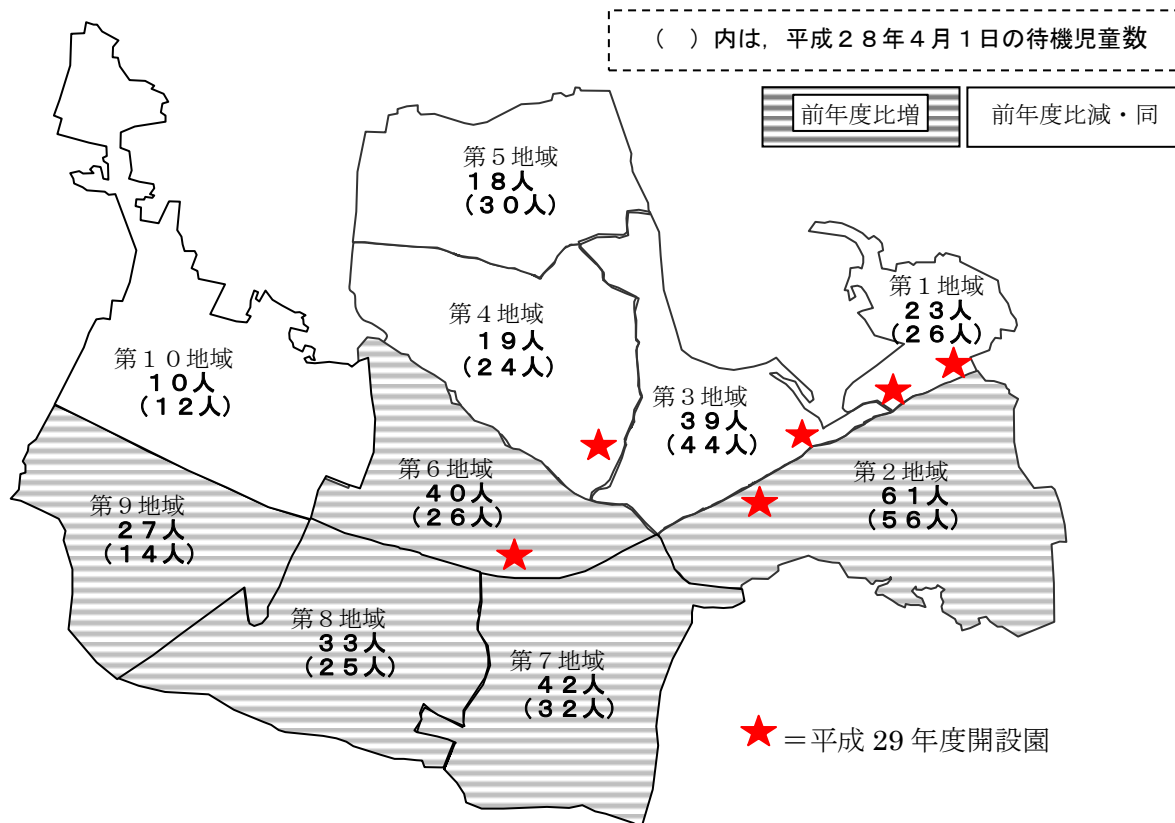 ( )内は,平成28年4月1日の待機児童数
前年度比増
前年度比減・同
第5地域
18人
(30人)
第1地域
23人
(26人)
第4地域
19人
(24人)
第10地域
10人
(12人)
第3地域
39人
(44人)
第6地域
40人
(26人)
第2地域
61人
(56人)
第9地域
27人
(14人)
第8地域
33人
(25人)
第7地域
42人
(32人)
★=平成29年度開設園